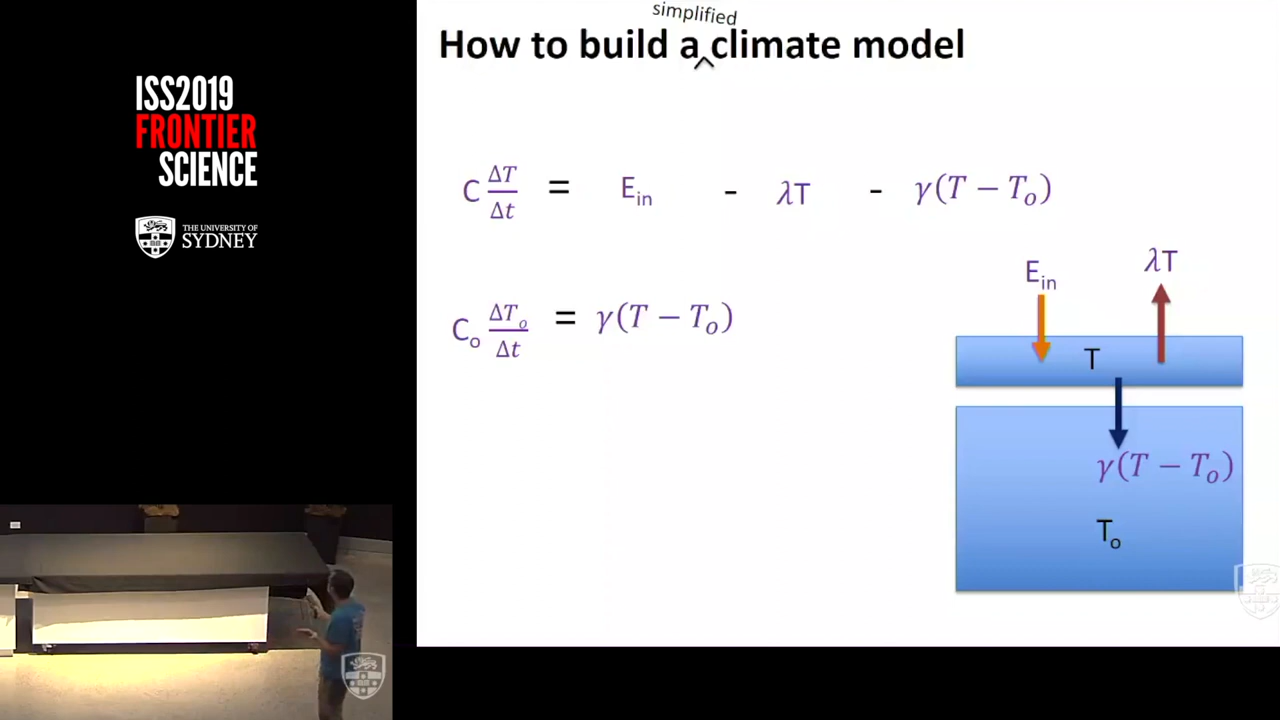 simplified
How to build a ^ climate model
ISS2019
FRONTIER
SCIENCE
THE UNIVERSITY OF
SYDNEY
C ΔT/Δt = E_in - λT - γ(T − T_o)
C_o ΔT_o/Δt = γ(T − T_o)
E_in
λT
T
γ(T − T_o)
T_o